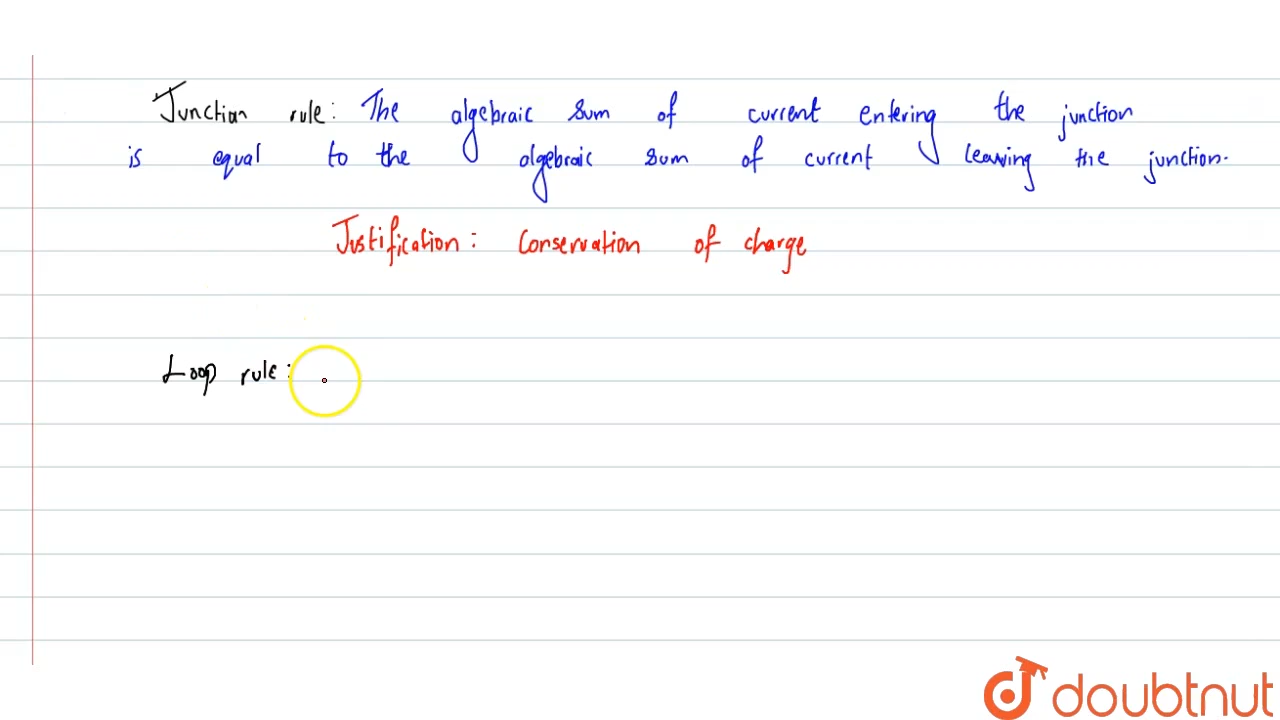 Junction rule: The algebraic sum of current entering the junction
is equal to the algebraic sum of current leaving the junction.
Justification: Conservation of charge
Loop rule:
doubtnut